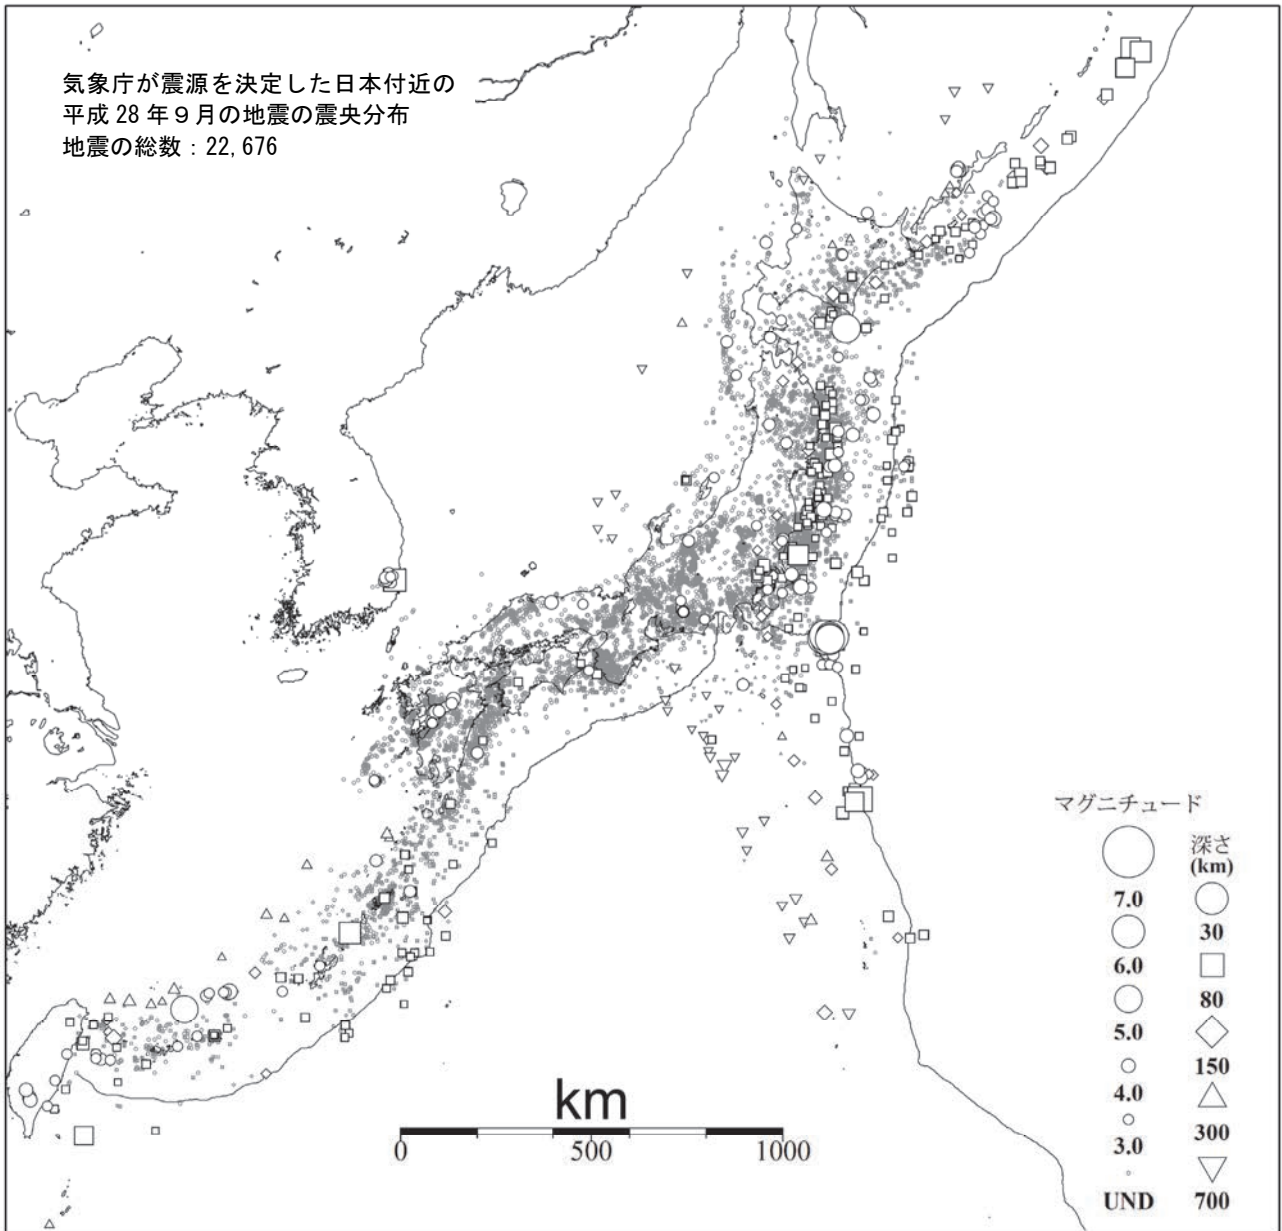 気象庁が震源を決定した日本付近の
平成 28 年９月の地震の震央分布
地震の総数：22,676
マグニチュード
深さ
(km)
7.0
30
6.0
80
5.0
150
4.0
300
3.0
UND 700
km
0 500 1000